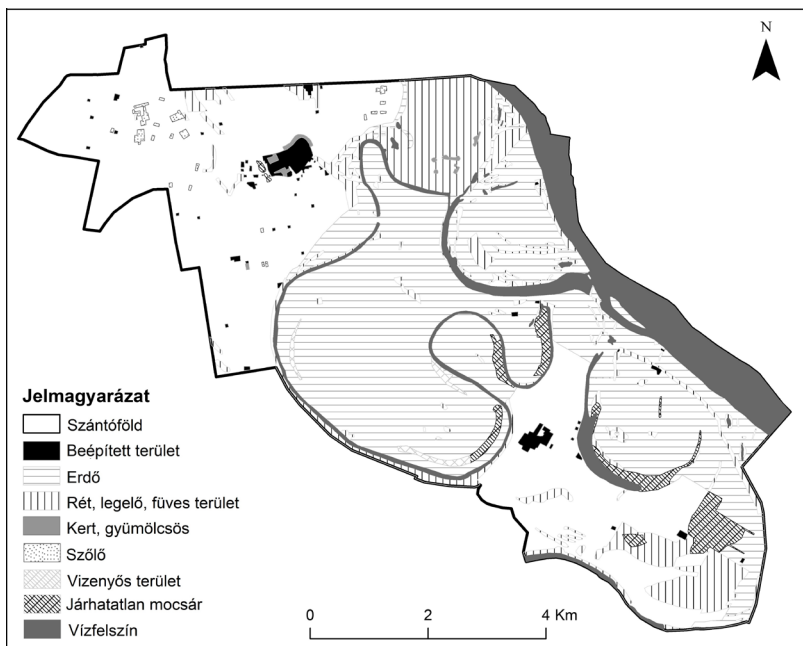 N
Jelmagyarázat
Szántóföld
Beépített terület
Erdő
Rét, legelő, füves terület
Kert, gyümölcsös
Szőlő
Vizenyős terület
Járhatatlan mocsár
Vízfelszín
0 2 4 Km